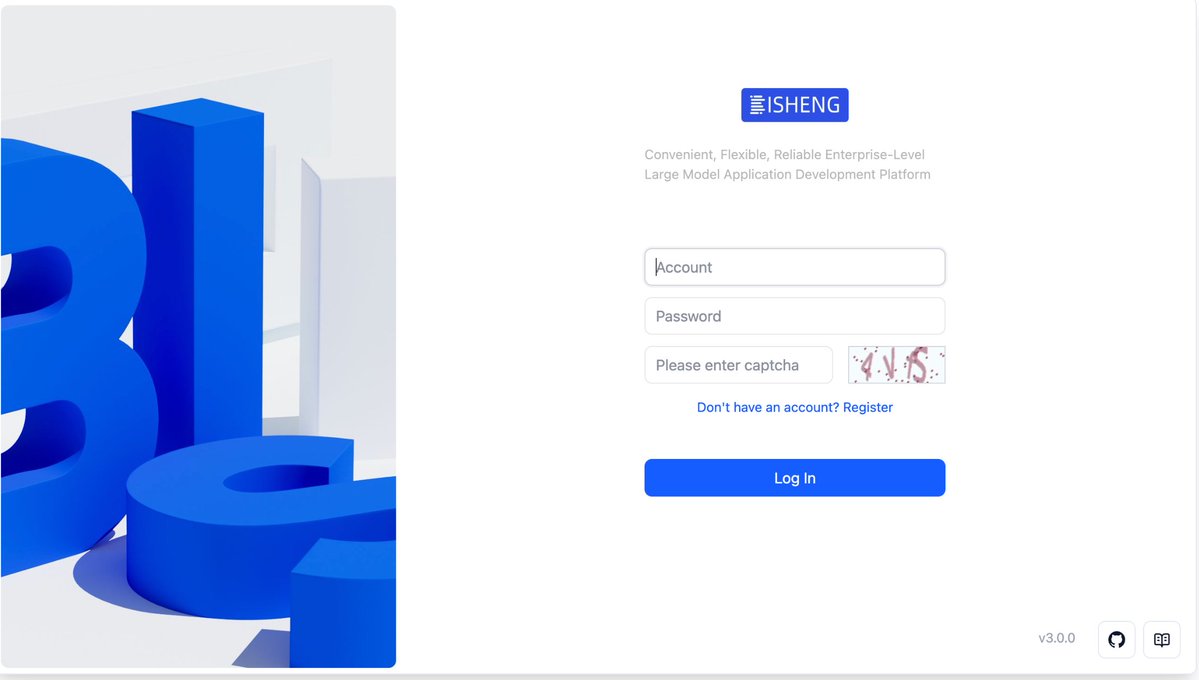 BISHENG
Convenient, Flexible, Reliable Enterprise-Level
Large Model Application Development Platform
Account
Password
Please enter captcha
Don't have an account? Register
Log In
v3.0.0